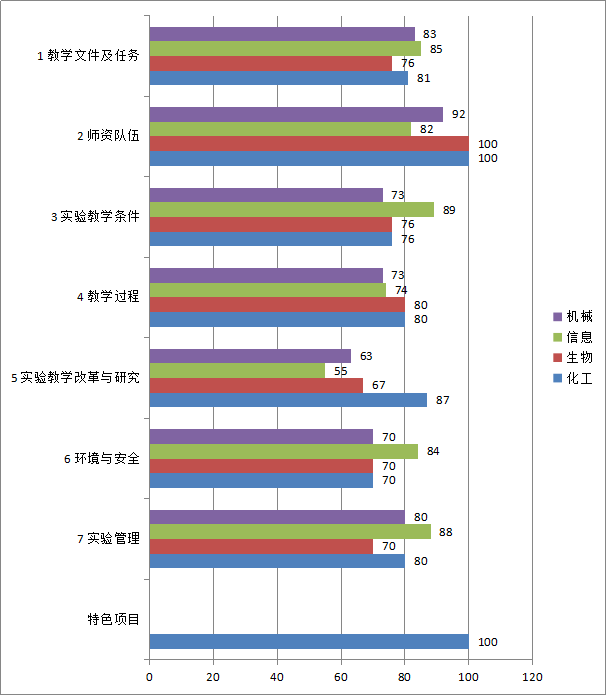 1 教学文件及任务
83
85
76
81
2 师资队伍
92
82
100
100
3 实验教学条件
73
89
76
76
4 教学过程
73
74
80
80
5 实验教学改革与研究
63
55
67
87
6 环境与安全
70
84
70
70
7 实验管理
80
88
70
80
特色项目
100
0 20 40 60 80 100 120
机械
信息
生物
化工